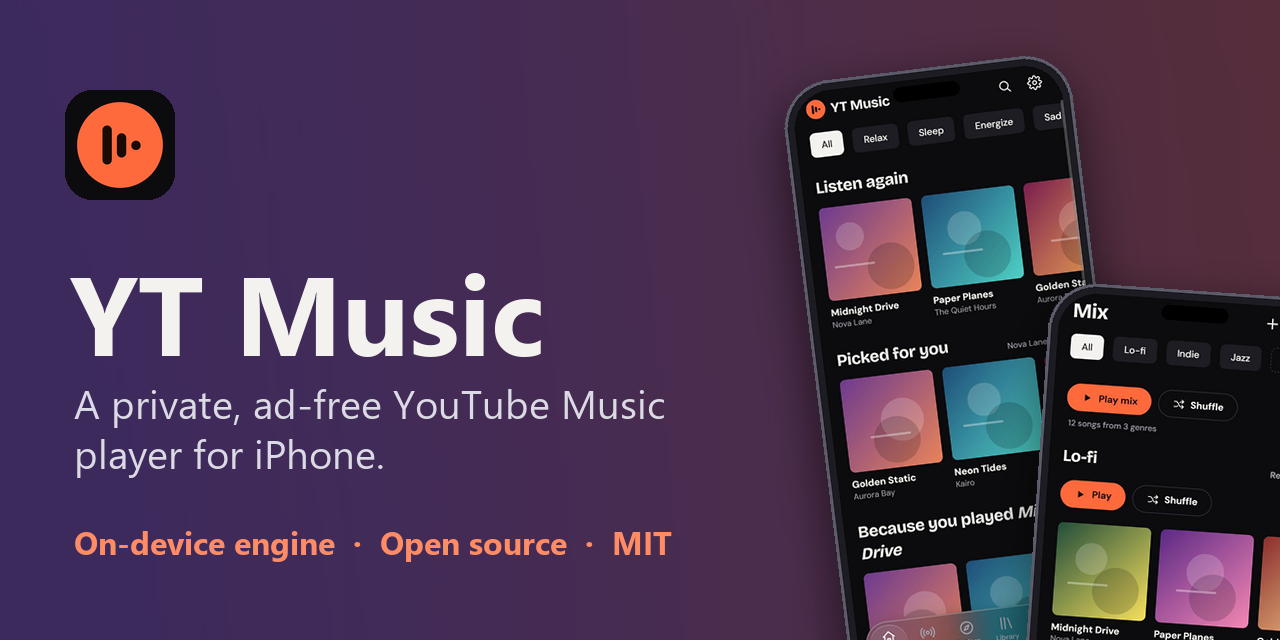 YT Music
A private, ad-free YouTube Music
player for iPhone.
On-device engine · Open source · MIT
YT Music
All Relax Sleep Energize Sad
Listen again
Midnight Drive
Nova Lane
Paper Planes
The Quiet Hours
Golden Sta
Aurora
Picked for you
Nova Lane
Golden Static
Aurora Bay
Neon Tides
Kairo
Because you played Mi
Drive
Library
Mix
All Lo-fi Indie Jazz
Play mix Shuffle
12 songs from 3 genres
Lo-fi
Re
Play Shuffle
Midnight Drive
Nova Lane
Paper Planes